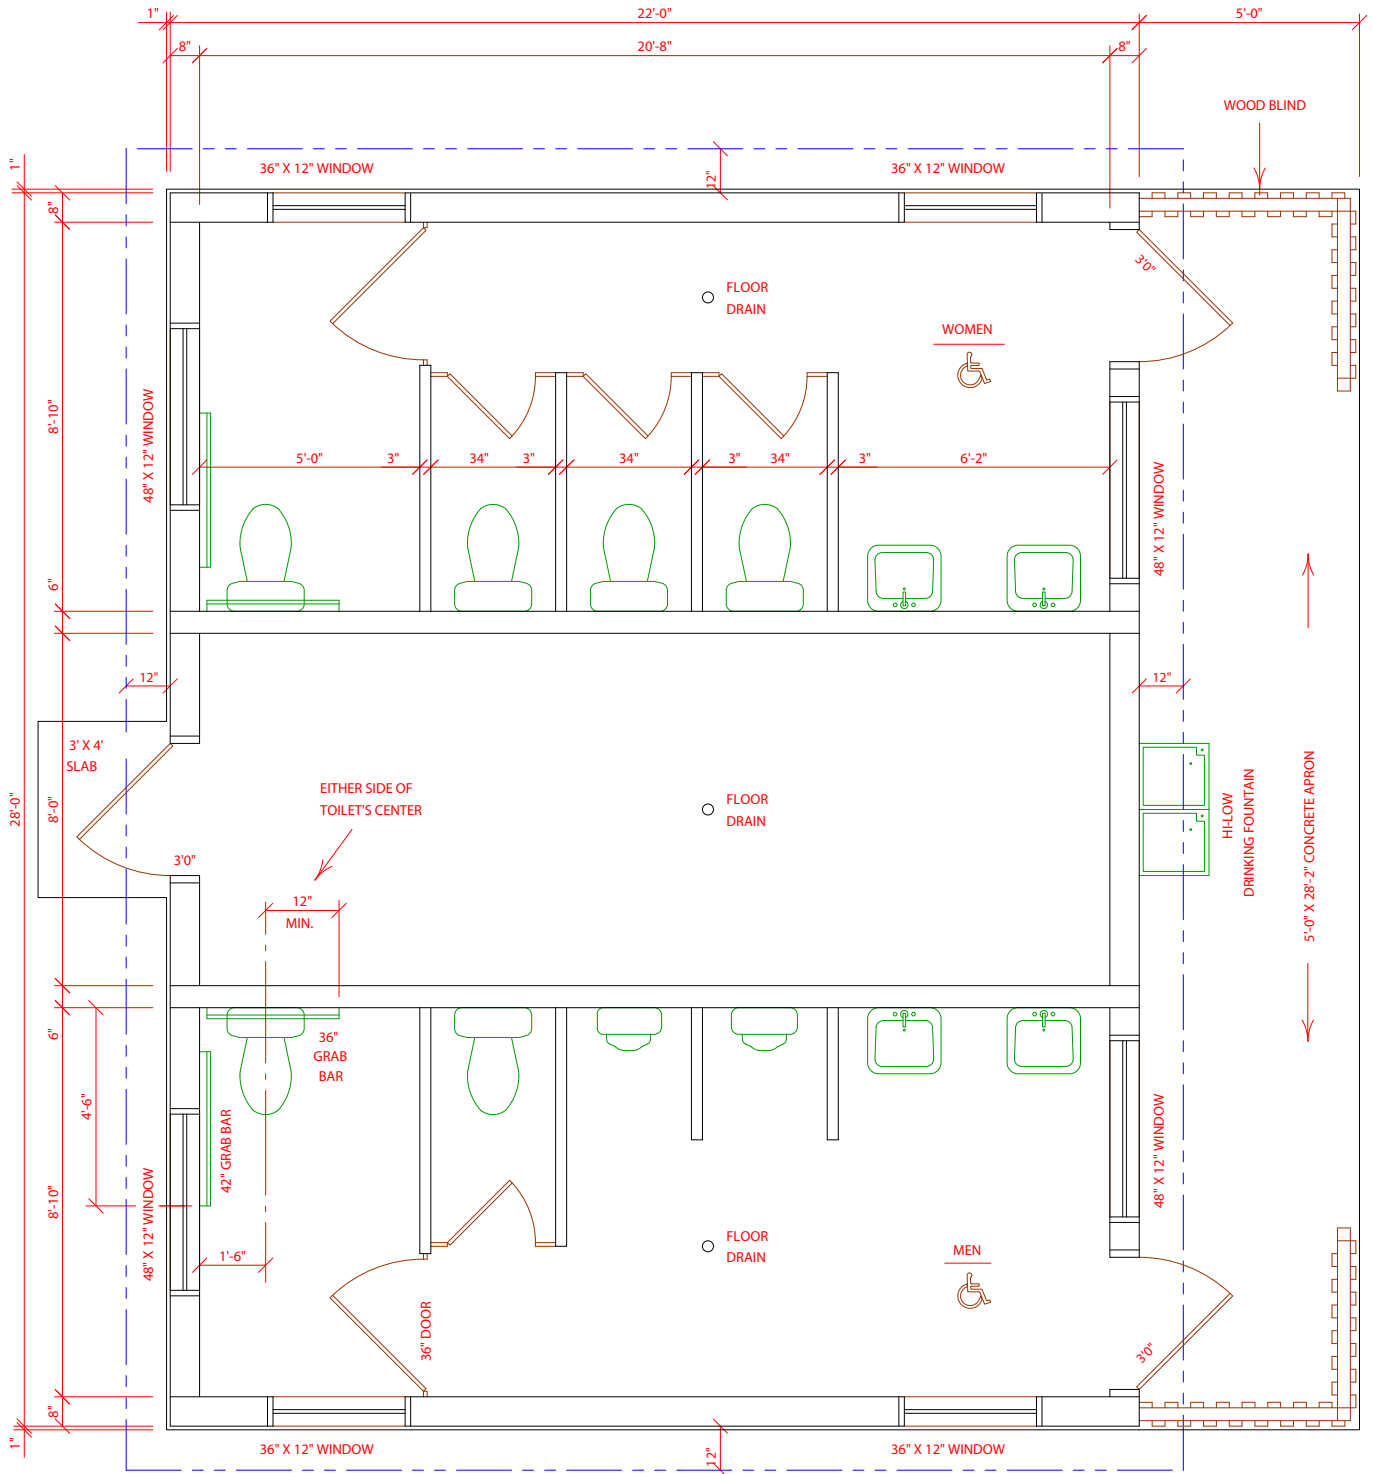 1"
22'-0"
5'-0"
8"
20'-8"
8"
WOOD BLIND
1"
36" X 12" WINDOW
12"
36" X 12" WINDOW
8"
3'0"
FLOOR
DRAIN
WOMEN
8'-10"
48" X 12" WINDOW
5'-0"
3"
34"
3"
34"
3"
34"
3"
6'-2"
48" X 12" WINDOW
6"
12"
12"
3' X 4'
SLAB
28'-0"
8'-0"
EITHER SIDE OF
TOILET'S CENTER
FLOOR
DRAIN
HI-LOW
DRINKING FOUNTAIN
5'-0" X 28'-2" CONCRETE APRON
3'0"
12"
MIN.
6"
36"
GRAB
BAR
4'-6"
42" GRAB BAR
48" X 12" WINDOW
8'-10"
48" X 12" WINDOW
1'-6"
FLOOR
DRAIN
MEN
36" DOOR
3'0"
8"
1"
36" X 12" WINDOW
12"
36" X 12" WINDOW